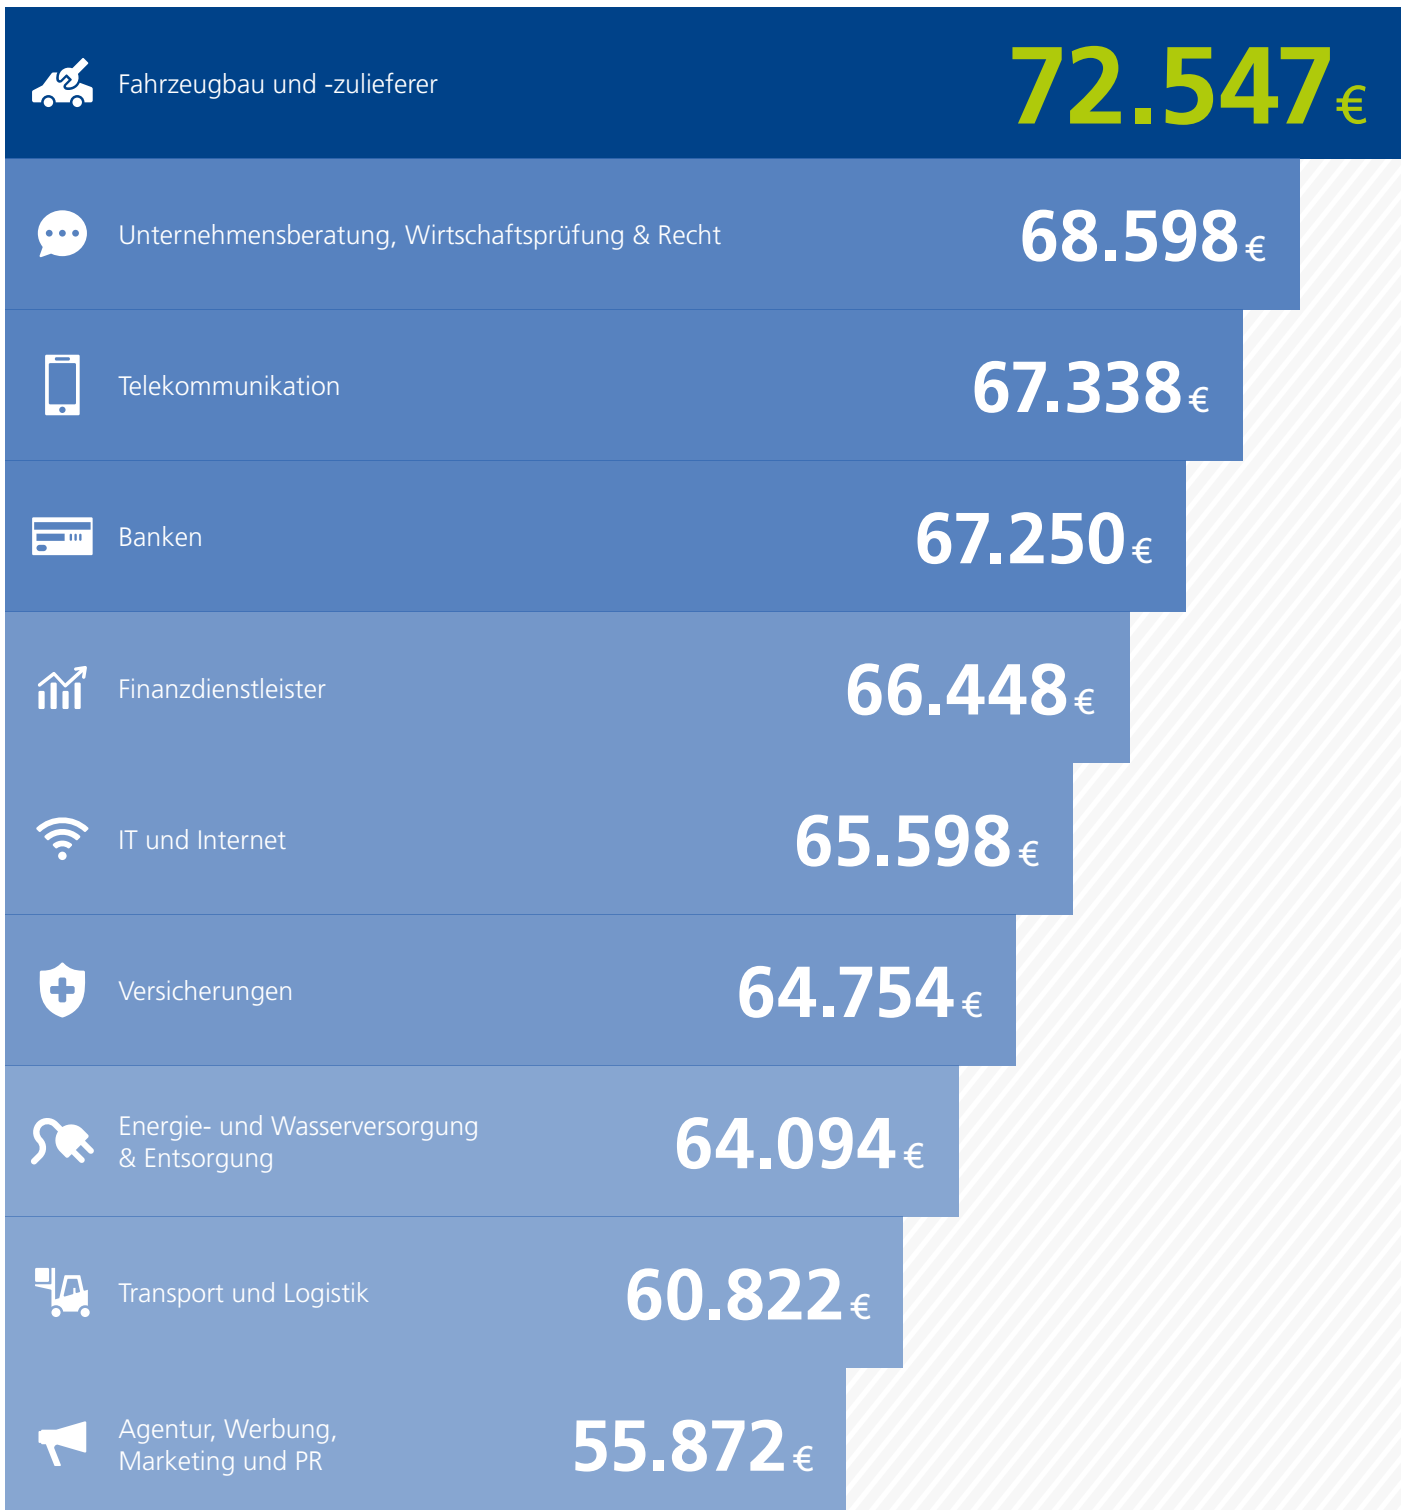 Fahrzeugbau und -zulieferer 72.547 €
Unternehmensberatung, Wirtschaftsprüfung & Recht 68.598 €
Telekommunikation 67.338 €
Banken 67.250 €
Finanzdienstleister 66.448 €
IT und Internet 65.598 €
Versicherungen 64.754 €
Energie- und Wasserversorgung
& Entsorgung 64.094 €
Transport und Logistik 60.822 €
Agentur, Werbung,
Marketing und PR 55.872 €